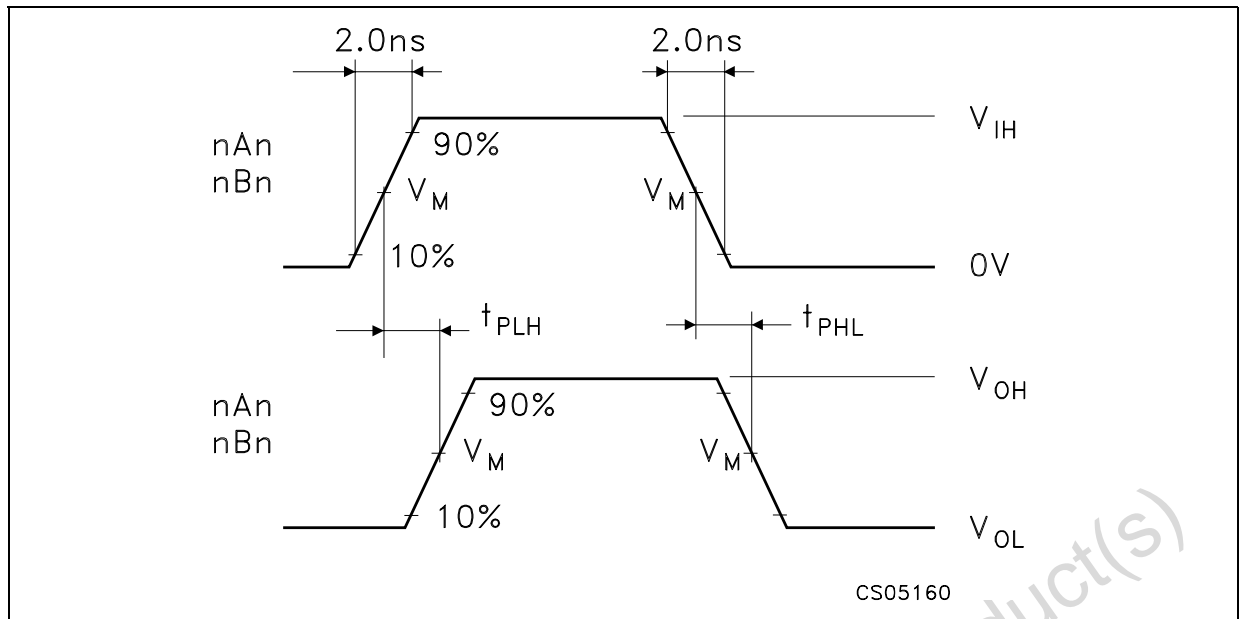 2.0ns 2.0ns
nAn
nBn
90%
V_M V_M
10%
V_IH
0V
t_PLH t_PHL
nAn
nBn
90%
V_M V_M
10%
V_OH
V_OL
CS05160
duct(s)